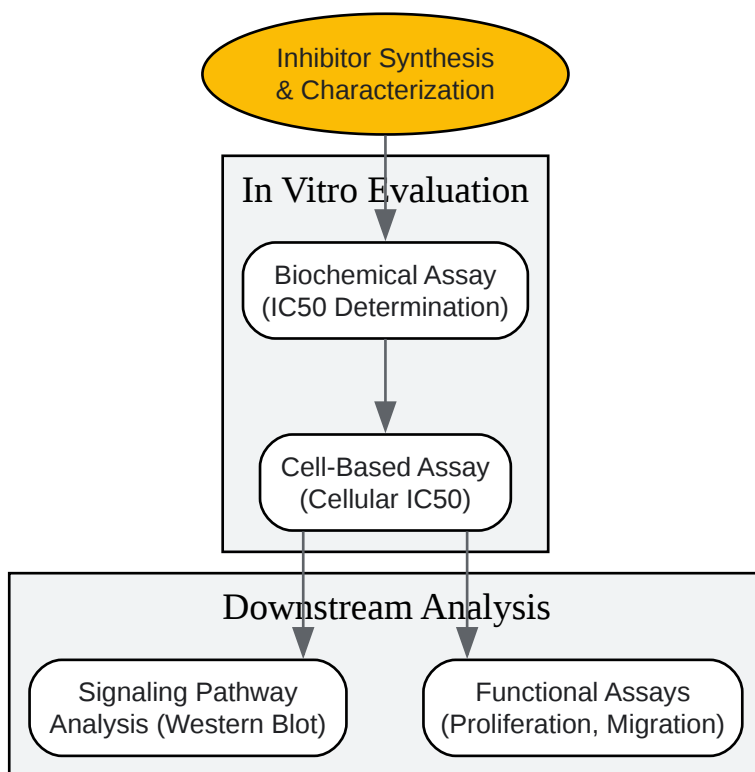 Inhibitor Synthesis
& Characterization
In Vitro Evaluation
Biochemical Assay
(IC50 Determination)
Cell-Based Assay
(Cellular IC50)
Downstream Analysis
Signaling Pathway
Analysis (Western Blot)
Functional Assays
(Proliferation, Migration)